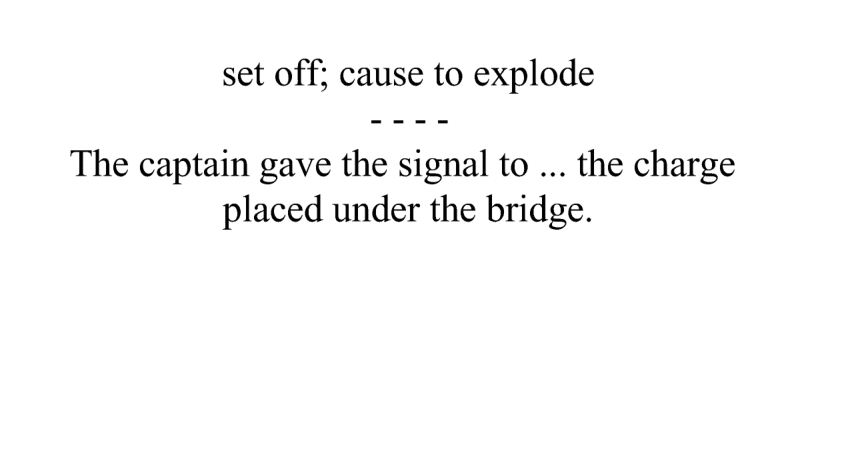 set off; cause to explode
- - - -
The captain gave the signal to ... the charge
placed under the bridge.